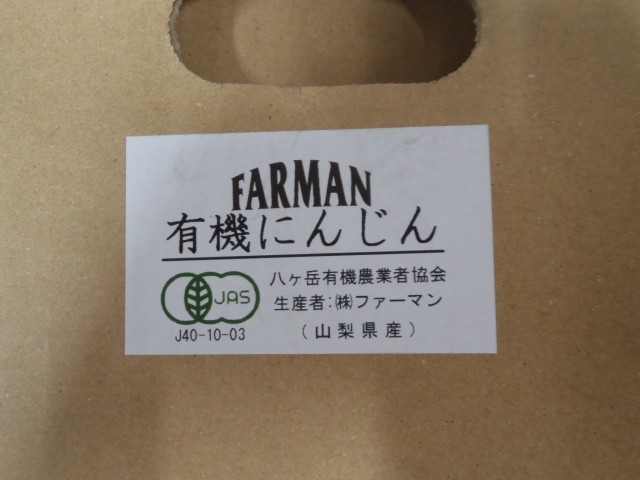 FARMAN
有機にんじん
JAS
J40-10-03
八ヶ岳有機農業者協会
生産者:㈱ファーマン
(山梨県産)